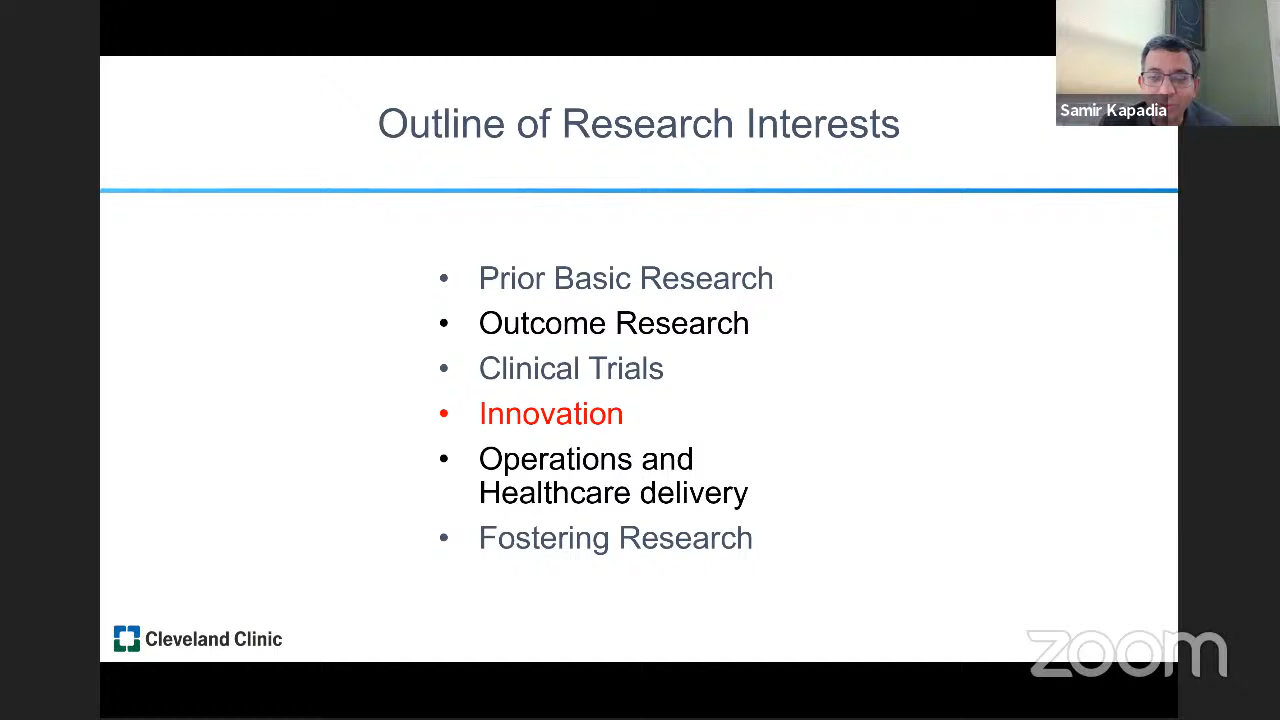 Outline of Research Interests
Samir Kapadia
• Prior Basic Research
• Outcome Research
• Clinical Trials
• Innovation
• Operations and
Healthcare delivery
• Fostering Research
Cleveland Clinic
zoom